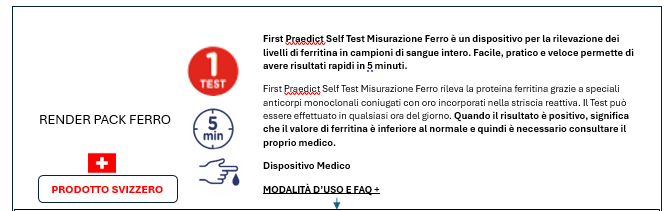 First Praedict Self Test Misurazione Ferro è un dispositivo per la rilevazione dei
livelli di ferritina in campioni di sangue intero. Facile, pratico e veloce permette di
avere risultati rapidi in 5 minuti.
1
TEST
First Praedict Self Test Misurazione Ferro rileva la proteina ferritina grazie a speciali
anticorpi monoclonali coniugati con oro incorporati nella striscia reattiva. Il Test può
essere effettuato in qualsiasi ora del giorno. Quando il risultato è positivo, significa
che il valore di ferritina è inferiore al normale e quindi è necessario consultare il
proprio medico.
RENDER PACK FERRO
5
min
Dispositivo Medico
PRODOTTO SVIZZERO
MODALITÀ D'USO E FAQ +